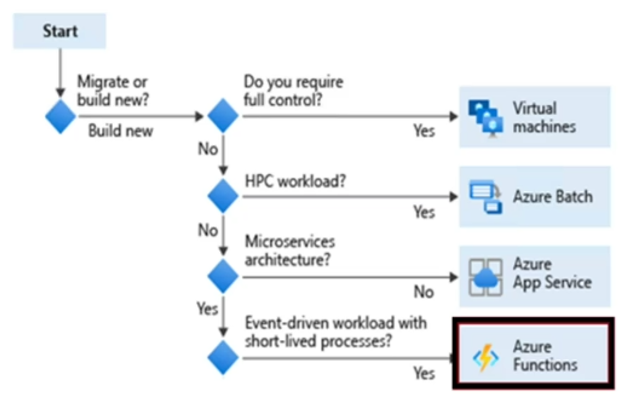 Start
Migrate or
build new?
Build new
Do you require
full control?
Yes
Virtual
machines
No
HPC workload?
Yes
Azure Batch
No
Microservices
architecture?
No
Azure
App Service
Yes
Event-driven workload with
short-lived processes?
Yes
Azure
Functions